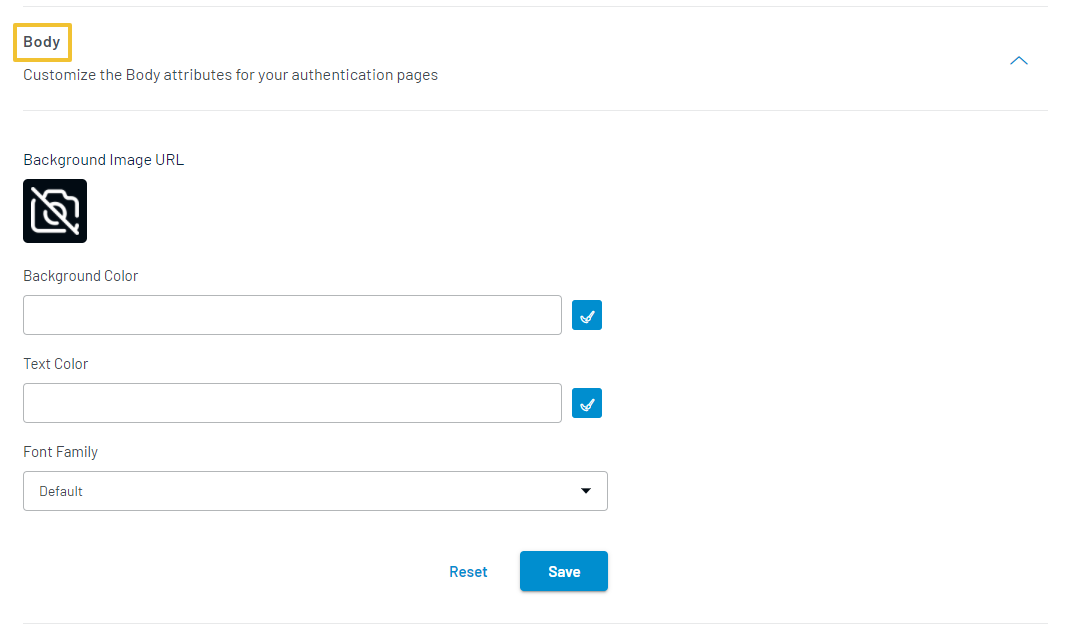 Body
Customize the Body attributes for your authentication pages
Background Image URL
Background Color
Text Color
Font Family
Default
Reset
Save